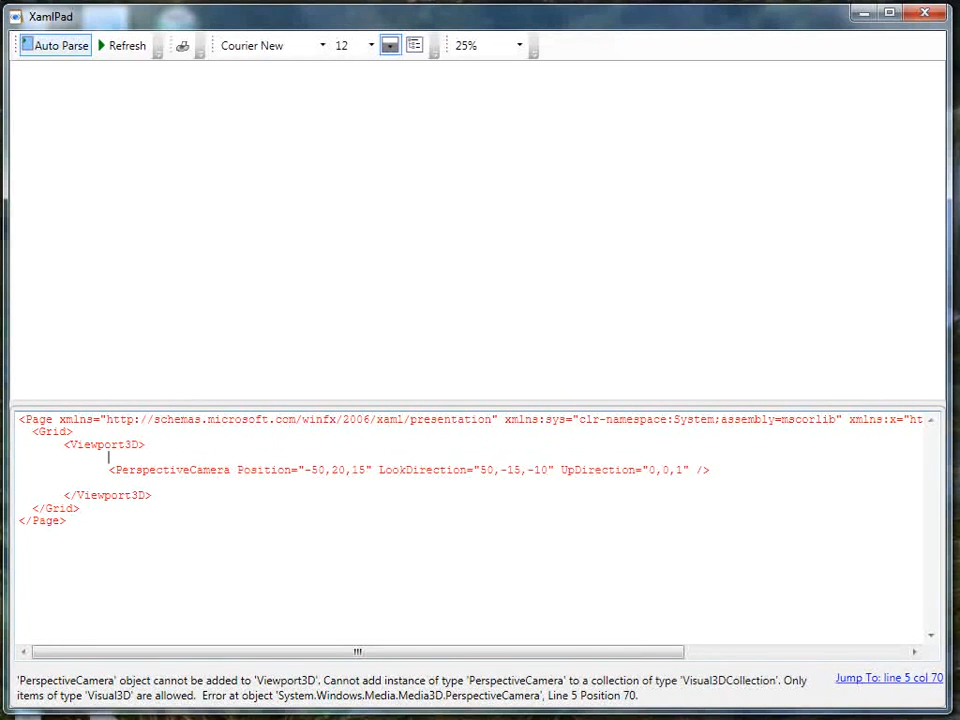 XamlPad
Auto Parse Refresh Courier New 12 25%
<Page xmlns="http://schemas.microsoft.com/winfx/2006/xaml/presentation" xmlns:sys="clr-namespace:System;assembly=mscorlib" xmlns:x="ht
<Grid>
<Viewport3D>
<PerspectiveCamera Position="-50,20,15" LookDirection="50,-15,-10" UpDirection="0,0,1" />
</Viewport3D>
</Grid>
</Page>
'PerspectiveCamera' object cannot be added to 'Viewport3D'. Cannot add instance of type 'PerspectiveCamera' to a collection of type 'Visual3DCollection'. Only
items of type 'Visual3D' are allowed.  Error at object 'System.Windows.Media.Media3D.PerspectiveCamera', Line 5 Position 70.
Jump To: line 5 col 70